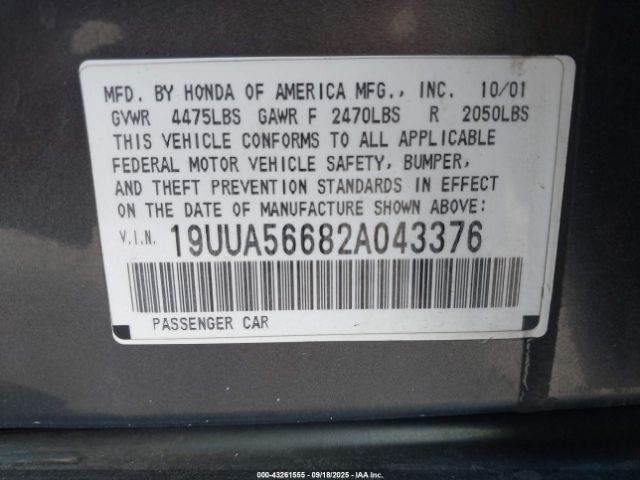 MFD. BY HONDA OF AMERICA MFG., INC. 10/01
GVWR 4475LBS GAWR F 2470LBS R 2050LBS
THIS VEHICLE CONFORMS TO ALL APPLICABLE
FEDERAL MOTOR VEHICLE SAFETY, BUMPER,
AND THEFT PREVENTION STANDARDS IN EFFECT
ON THE DATE OF MANUFACTURE SHOWN ABOVE:
V.I.N. 19UUA56682A043376
PASSENGER CAR
000-43261555 - 09/18/2025 - IAA Inc.